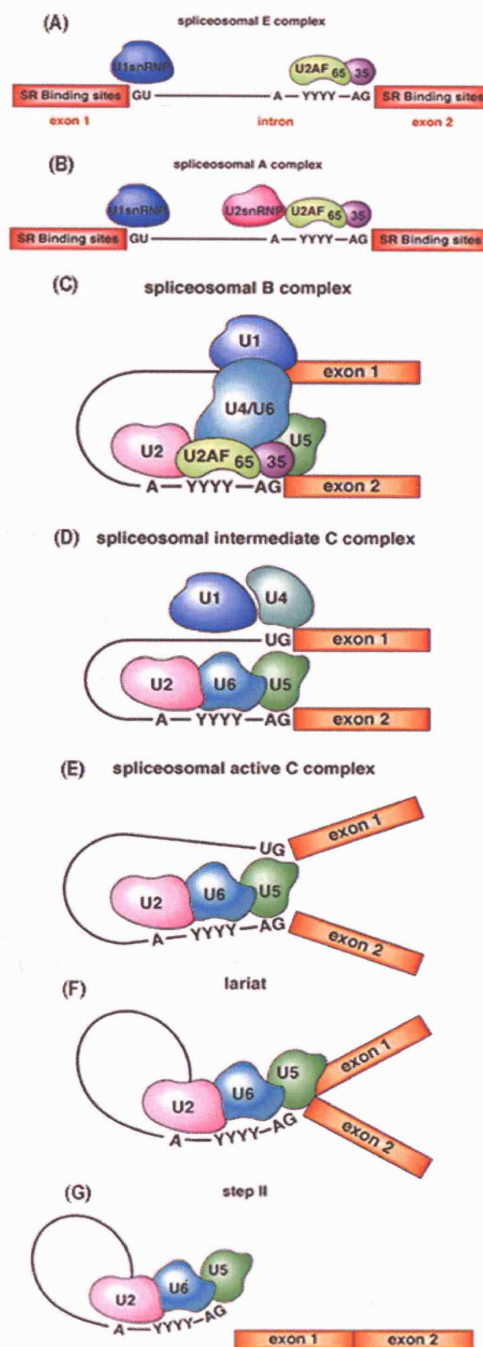 (A) spliceosomal E complex
U1snRNP U2AF 65 35
SR Binding sites GU A YYYY AG SR Binding sites
exon 1 intron exon 2
(B) spliceosomal A complex
U1snRNP U2snRNP U2AF 65 35
SR Binding sites GU A YYYY AG SR Binding sites
(C) spliceosomal B complex
U1
exon 1
U4/U6
U2 U2AF 65 35 U5
A YYYY AG exon 2
(D) spliceosomal intermediate C complex
U1 U4
UG exon 1
U2 U6 U5
A YYYY AG exon 2
(E) spliceosomal active C complex
exon 1
UG
U2 U6 U5
A YYYY AG exon 2
(F) lariat
exon 1
U2 U6 U5
A YYYY AG exon 2
(G) step II
U2 U6 U5
A YYYY AG
exon 1 exon 2